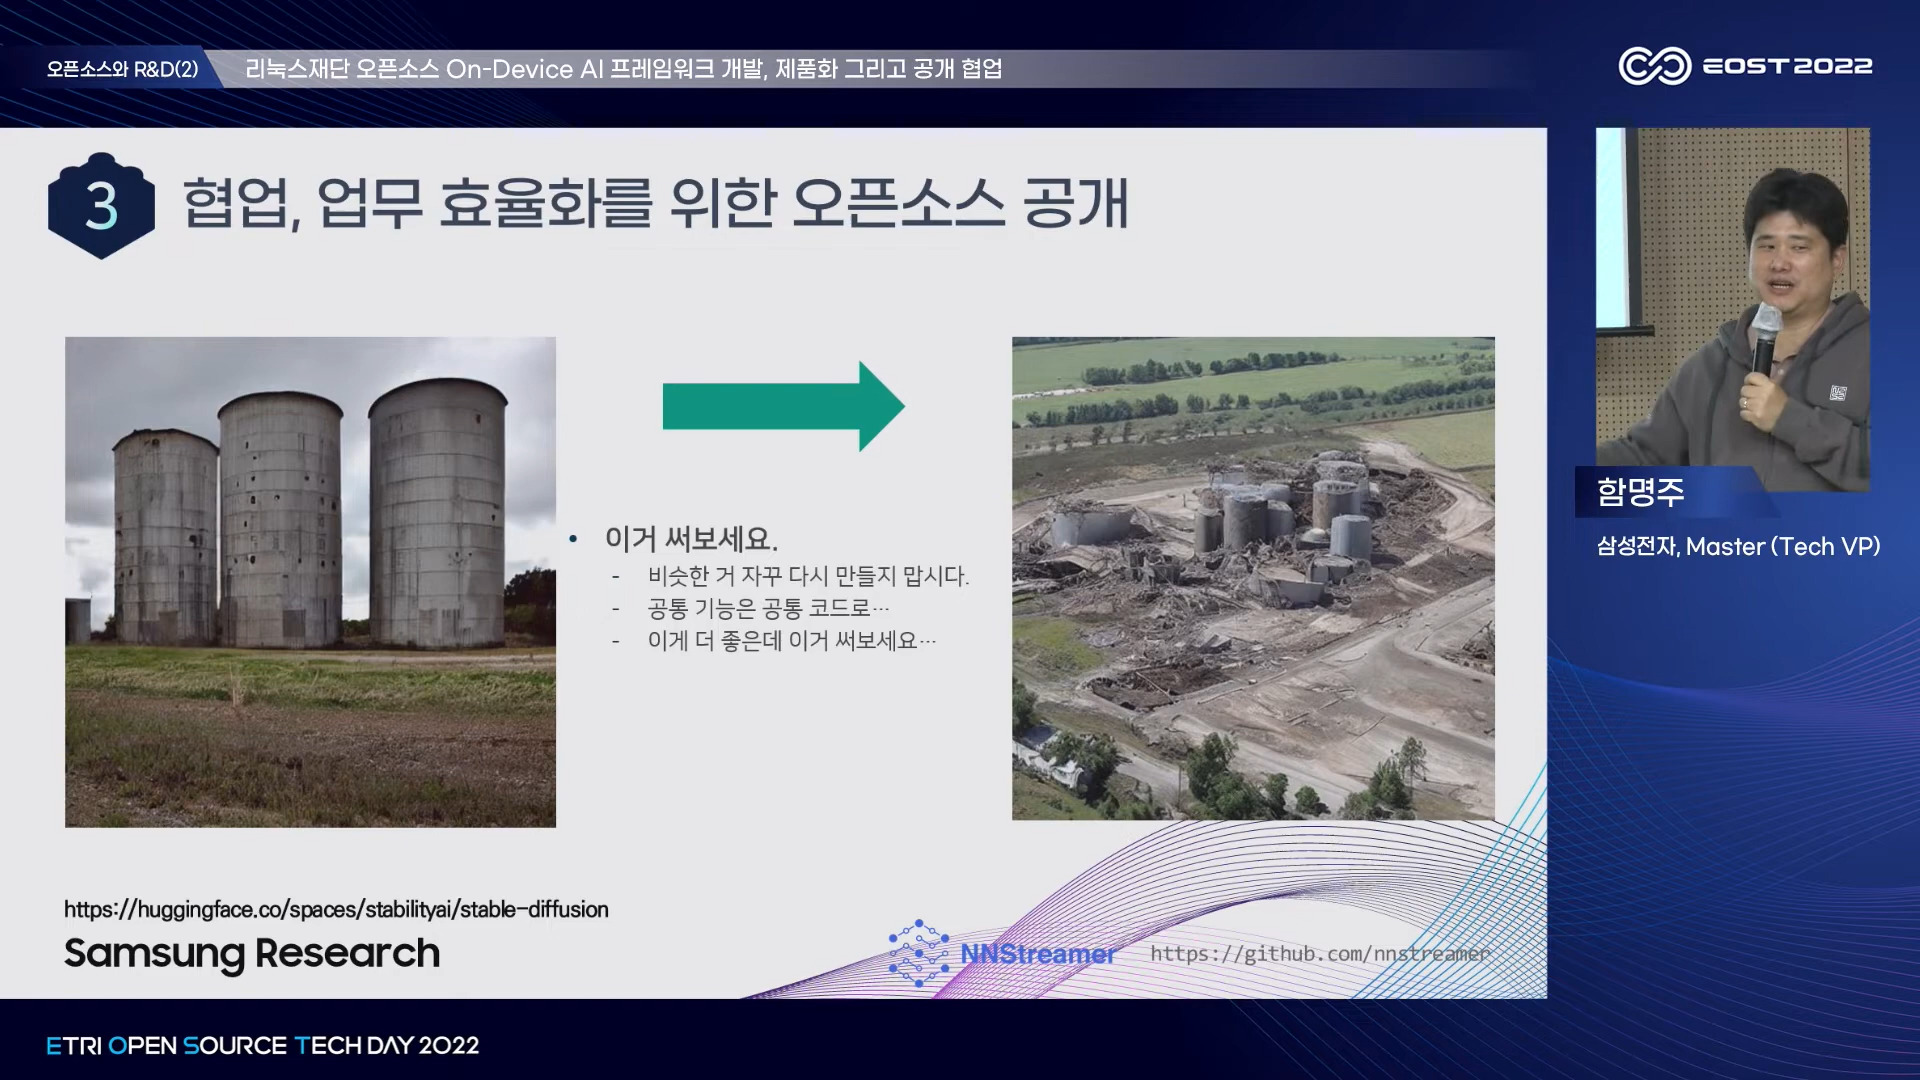 오픈소스와 R&D(2)
리눅스재단 오픈소스 On-Device AI 프레임워크 개발, 제품화 그리고 공개 협업
EOST2022
3
협업, 업무 효율화를 위한 오픈소스 공개
• 이거 써보세요.
- 비슷한 거 자꾸 다시 만들지 맙시다.
- 공통 기능은 공통 코드로…
- 이게 더 좋은데 이거 써보세요…
함명주
삼성전자, Master (Tech VP)
https://huggingface.co/spaces/stabilityai/stable-diffusion
Samsung Research
NNStreamer
https://github.com/nnstreamer
ETRI OPEN SOURCE TECH DAY 2022